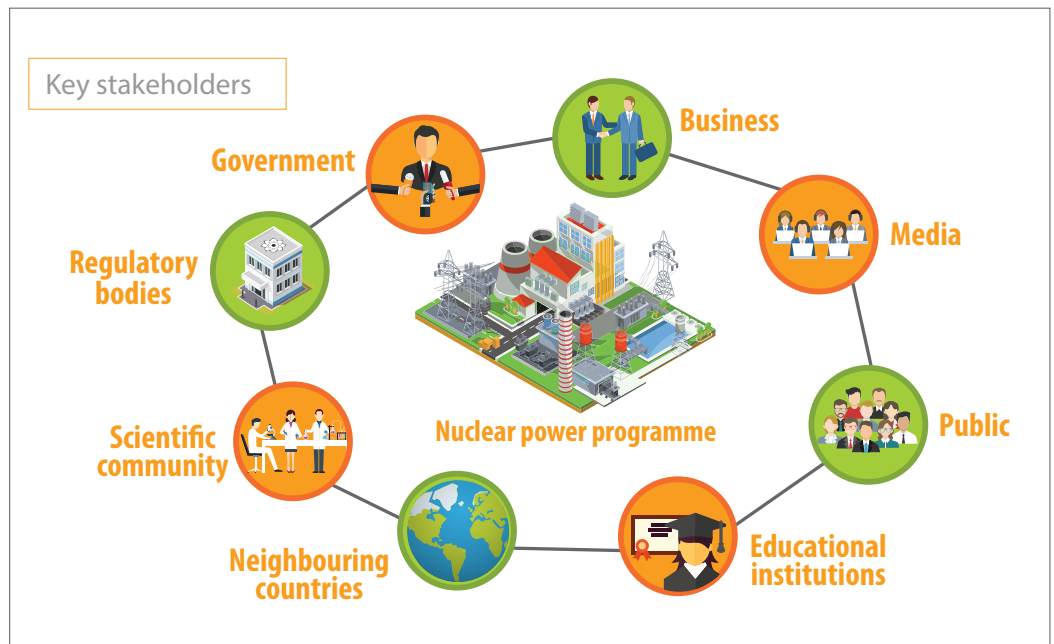 Key stakeholders
Business
Government
Media
Regulatory
bodies
Public
Scientific
community
Nuclear power programme
Neighbouring
countries
Educational
institutions